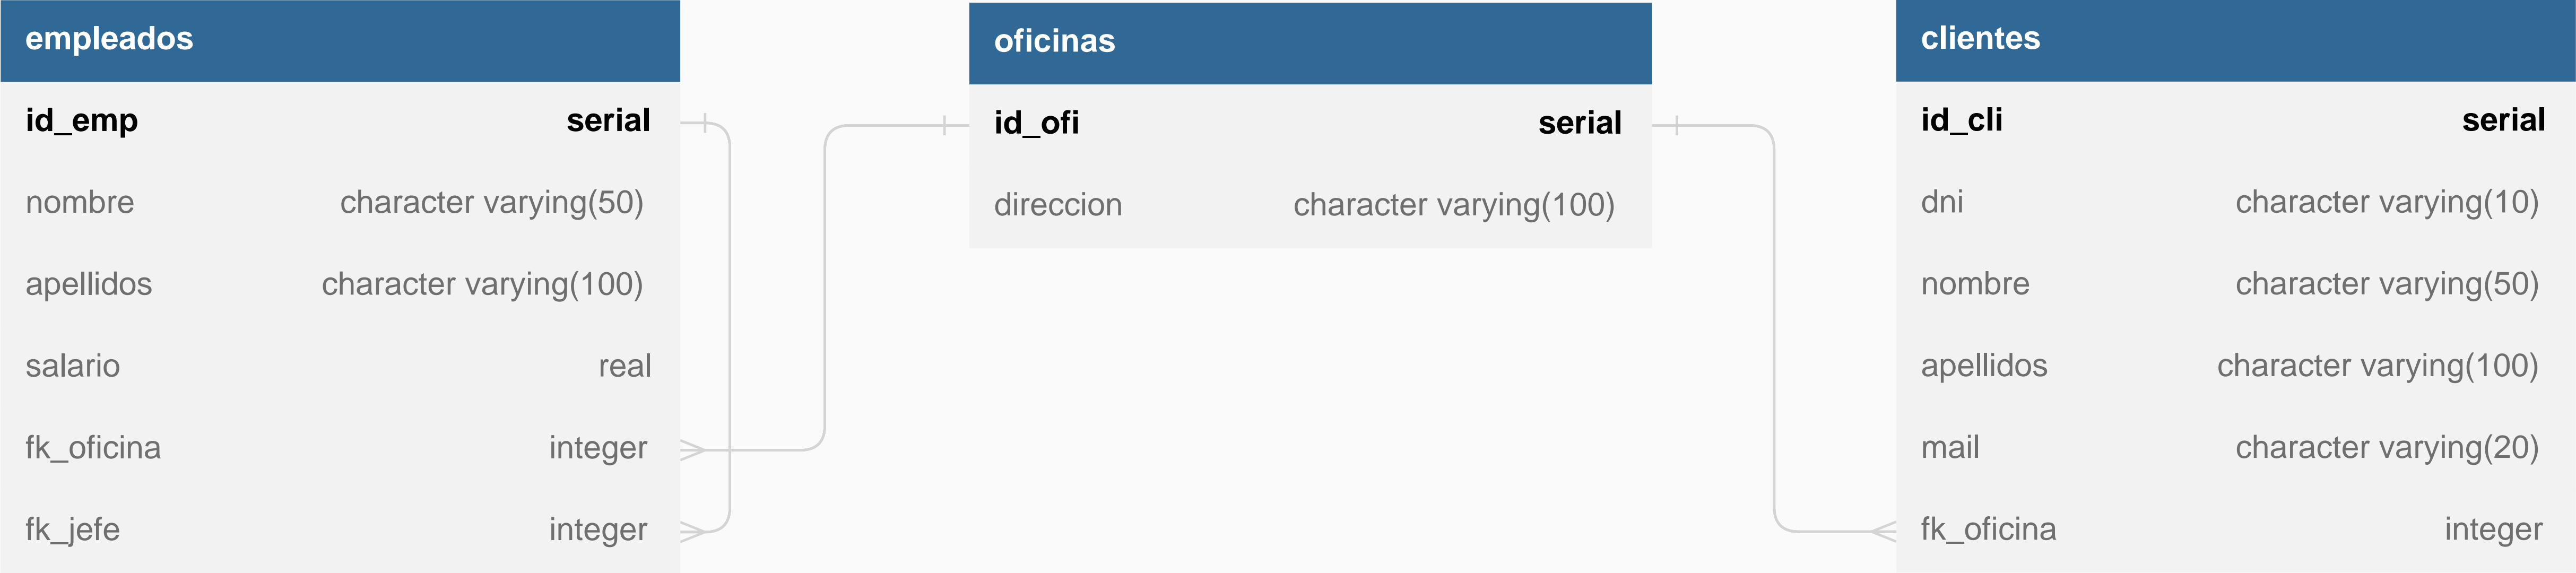 empleados
id_emp serial
nombre character varying(50)
apellidos character varying(100)
salario real
fk_oficina integer
fk_jefe integer
oficinas
id_ofi serial
direccion character varying(100)
clientes
id_cli serial
dni character varying(10)
nombre character varying(50)
apellidos character varying(100)
mail character varying(20)
fk_oficina integer